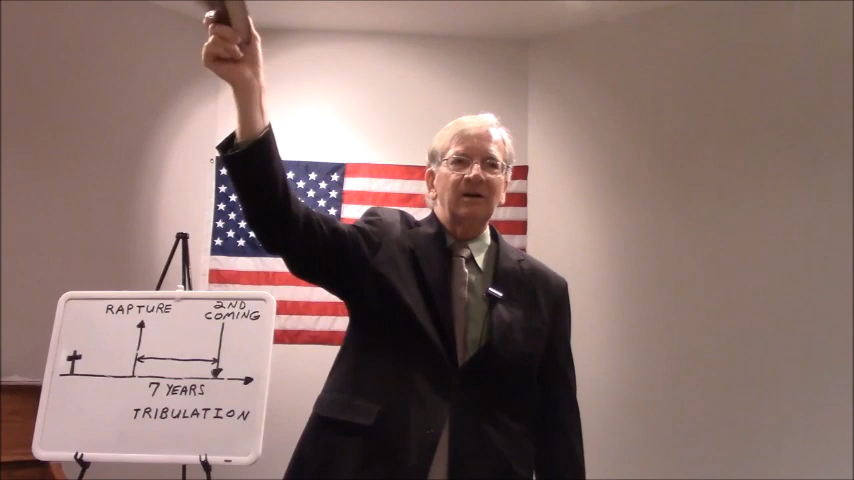 RAPTURE
2ND
COMING
7 YEARS
TRIBULATION